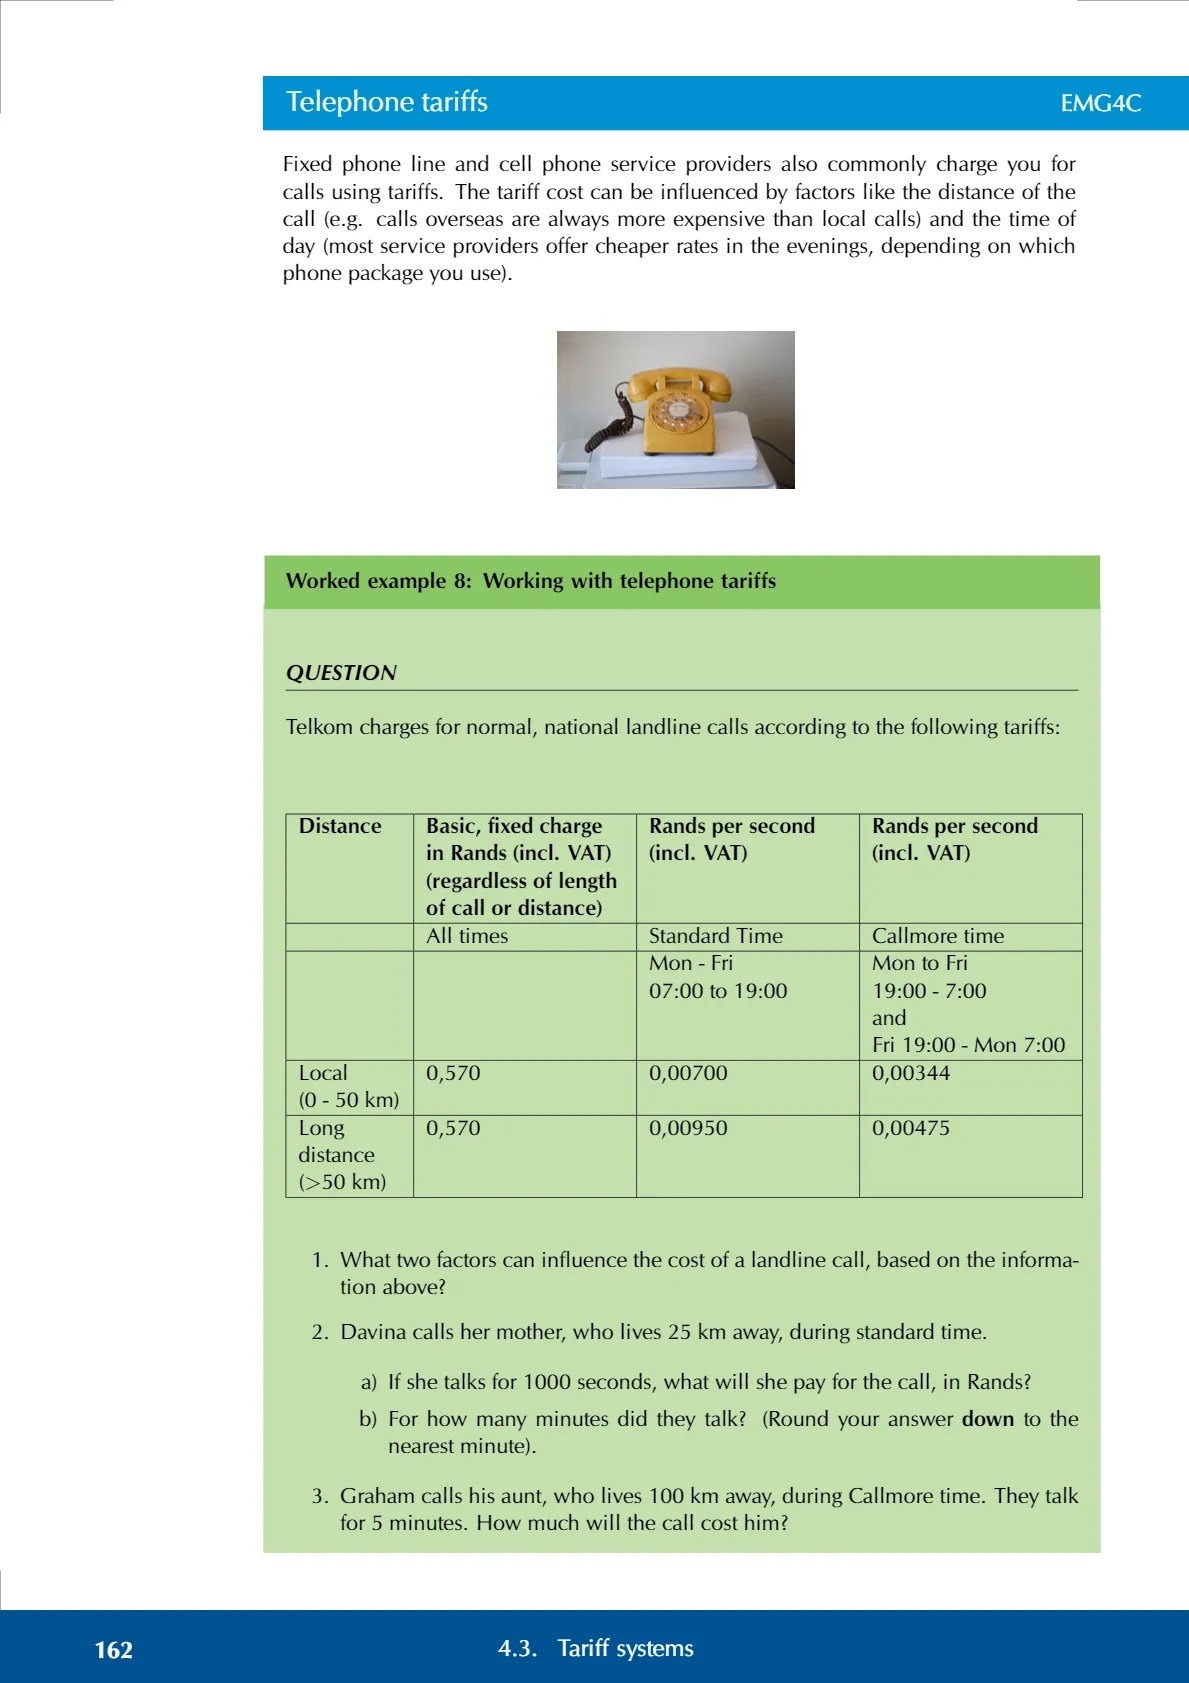 Telephone tariffs EMG4C
Fixed phone line and cell phone service providers also commonly charge you for
calls using tariffs. The tariff cost can be influenced by factors like the distance of the
call (e.g. calls overseas are always more expensive than local calls) and the time of
day (most service providers offer cheaper rates in the evenings, depending on which
phone package you use).
Worked example 8: Working with telephone tariffs
QUESTION
Telkom charges for normal, national landline calls according to the following tariffs:
Distance Basic, fixed charge Rands per second Rands per second
in Rands (incl. VAT) (incl. VAT) (incl. VAT)
(regardless of length
of call or distance)
All times Standard Time Callmore time
Mon - Fri Mon to Fri
07:00 to 19:00 19:00 - 7:00
and
Fri 19:00 - Mon 7:00
Local 0,570 0,00700 0,00344
(0 - 50 km)
Long 0,570 0,00950 0,00475
distance
(>50 km)
1. What two factors can influence the cost of a landline call, based on the informa-
tion above?
2. Davina calls her mother, who lives 25 km away, during standard time.
a) If she talks for 1000 seconds, what will she pay for the call, in Rands?
b) For how many minutes did they talk? (Round your answer down to the
nearest minute).
3. Graham calls his aunt, who lives 100 km away, during Callmore time. They talk
for 5 minutes. How much will the call cost him?
162 4.3. Tariff systems